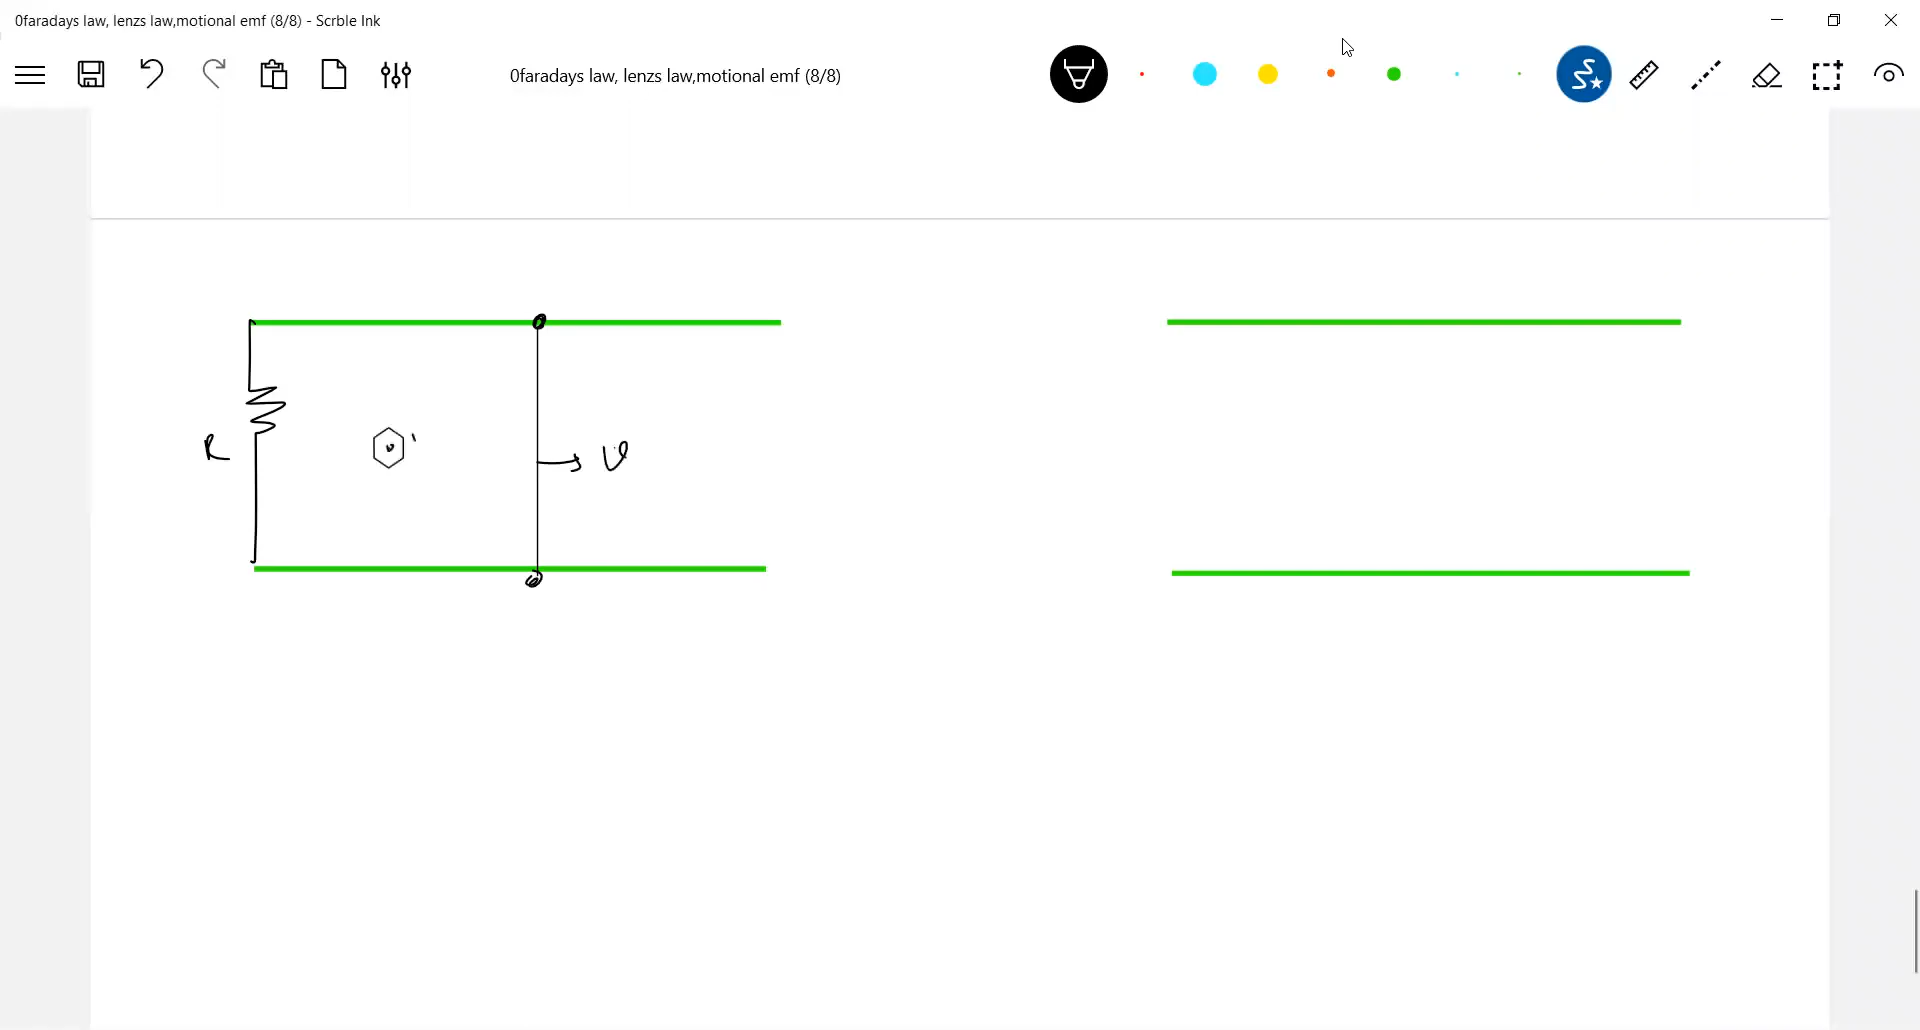 0faradays law, lenzs law,motional emf (8/8) - Scrble Ink
0faradays law, lenzs law,motional emf (8/8)
R
v